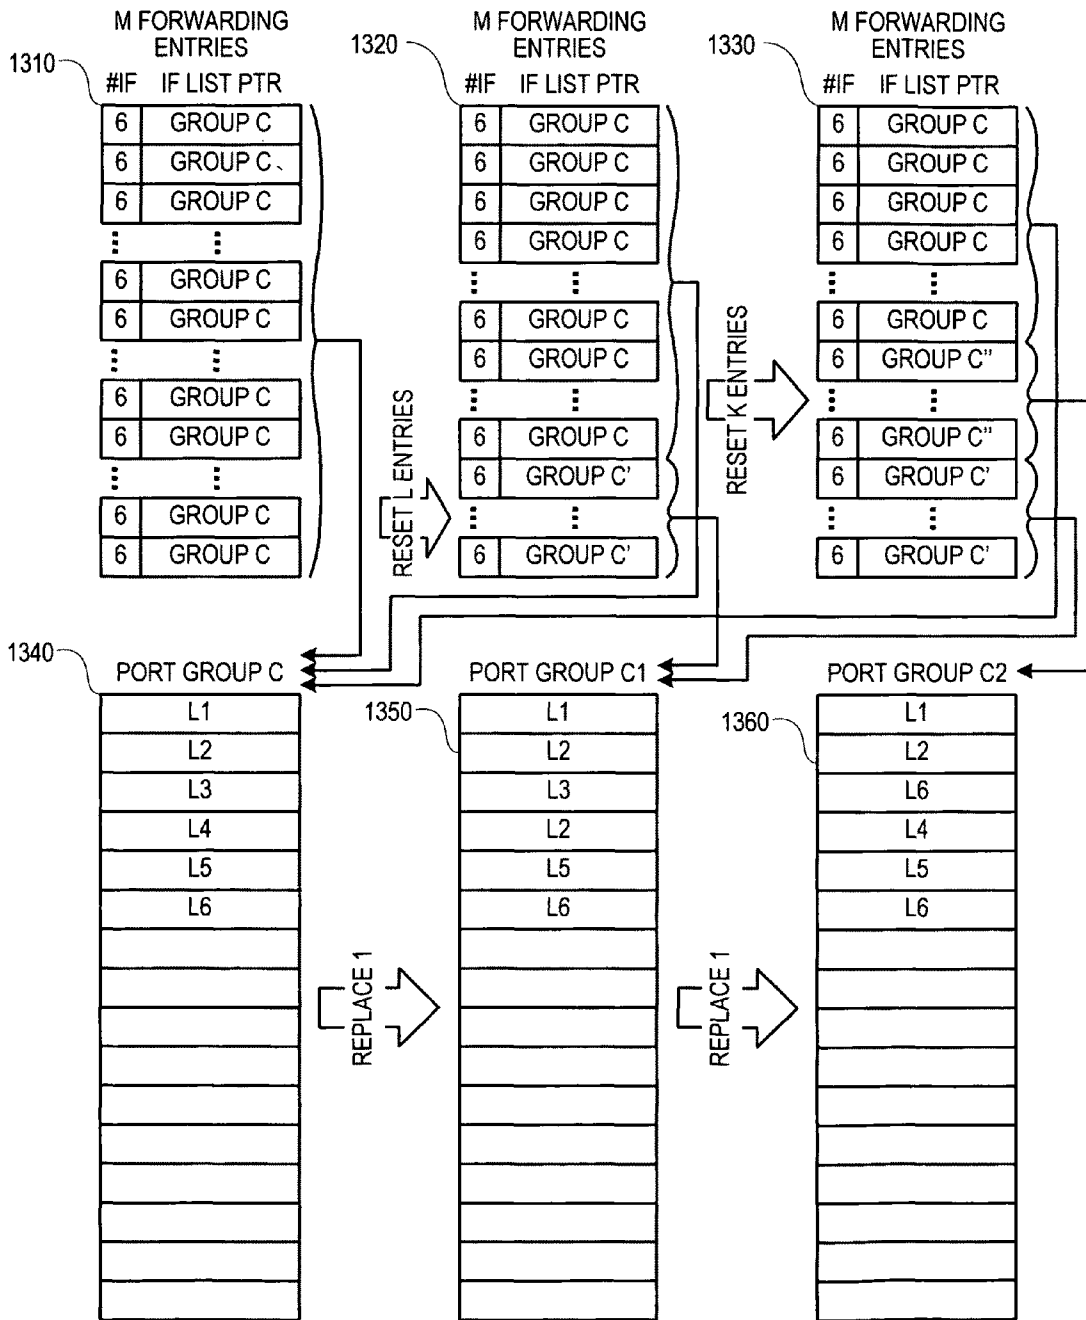 M FORWARDING
ENTRIES
1310
#IF IF LIST PTR
6 GROUP C
6 GROUP C
6 GROUP C
⋮ ⋮
6 GROUP C
6 GROUP C
⋮ ⋮
6 GROUP C
6 GROUP C
⋮ ⋮
6 GROUP C
6 GROUP C
RESET L ENTRIES
M FORWARDING
ENTRIES
1320
#IF IF LIST PTR
6 GROUP C
6 GROUP C
6 GROUP C
6 GROUP C
⋮ ⋮
6 GROUP C
6 GROUP C
⋮ ⋮
6 GROUP C
6 GROUP C'
⋮ ⋮
6 GROUP C'
RESET K ENTRIES
M FORWARDING
ENTRIES
1330
#IF IF LIST PTR
6 GROUP C
6 GROUP C
6 GROUP C
6 GROUP C
⋮ ⋮
6 GROUP C
6 GROUP C"
⋮ ⋮
6 GROUP C"
6 GROUP C'
⋮ ⋮
6 GROUP C'
1340
PORT GROUP C
L1
L2
L3
L4
L5
L6
REPLACE 1
PORT GROUP C1
1350
L1
L2
L3
L2
L5
L6
REPLACE 1
PORT GROUP C2
1360
L1
L2
L6
L4
L5
L6